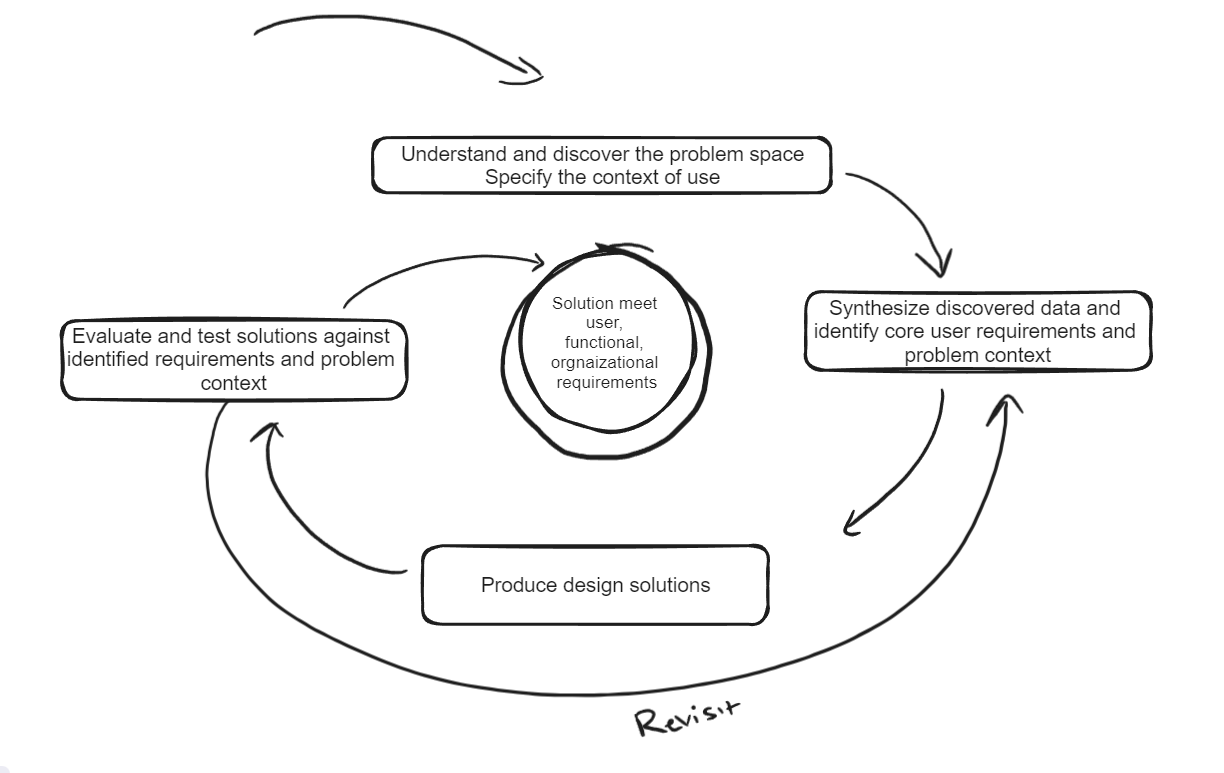 Understand and discover the problem space
Specify the context of use
Synthesize discovered data and
identify core user requirements and
problem context
Solution meet
user,
functional,
orgnaizational
requirements
Evaluate and test solutions against
identified requirements and problem
context
Produce design solutions
Revisit